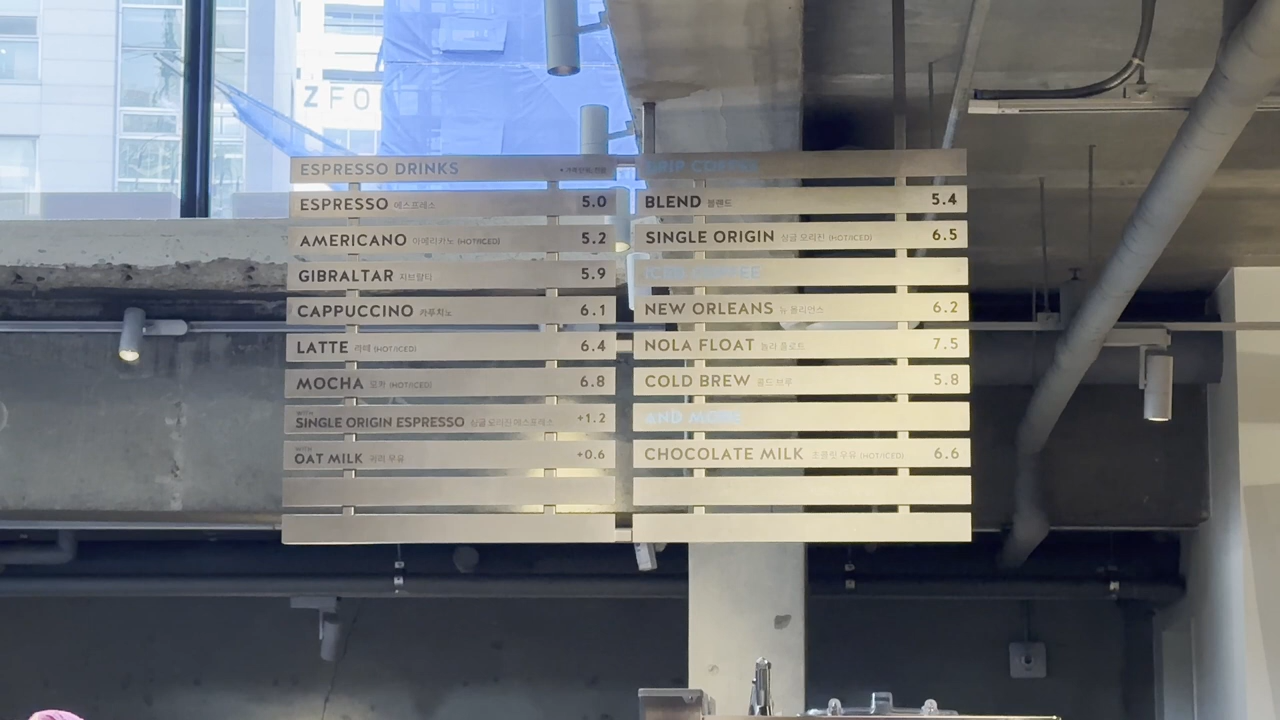 ZFO
ESPRESSO DRINKS
ESPRESSO 에스프레소 5.0
AMERICANO 아메리카노 (HOT/ICED) 5.2
GIBRALTAR 지브랄타 5.9
CAPPUCCINO 카푸치노 6.1
LATTE 라떼 (HOT/ICED) 6.4
MOCHA 모카 (HOT/ICED) 6.8
WITH
SINGLE ORIGIN ESPRESSO 싱글 오리진 에스프레소 +1.2
WITH
OAT MILK 귀리 우유 +0.6
DRIP COFFEE
BLEND 블렌드 5.4
SINGLE ORIGIN 싱글 오리진 (HOT/ICED) 6.5
ICED COFFEE
NEW ORLEANS 뉴 올리언스 6.2
NOLA FLOAT 놀라 플로트 7.5
COLD BREW 콜드 브루 5.8
AND MORE
CHOCOLATE MILK 초콜릿 우유 (HOT/ICED) 6.6